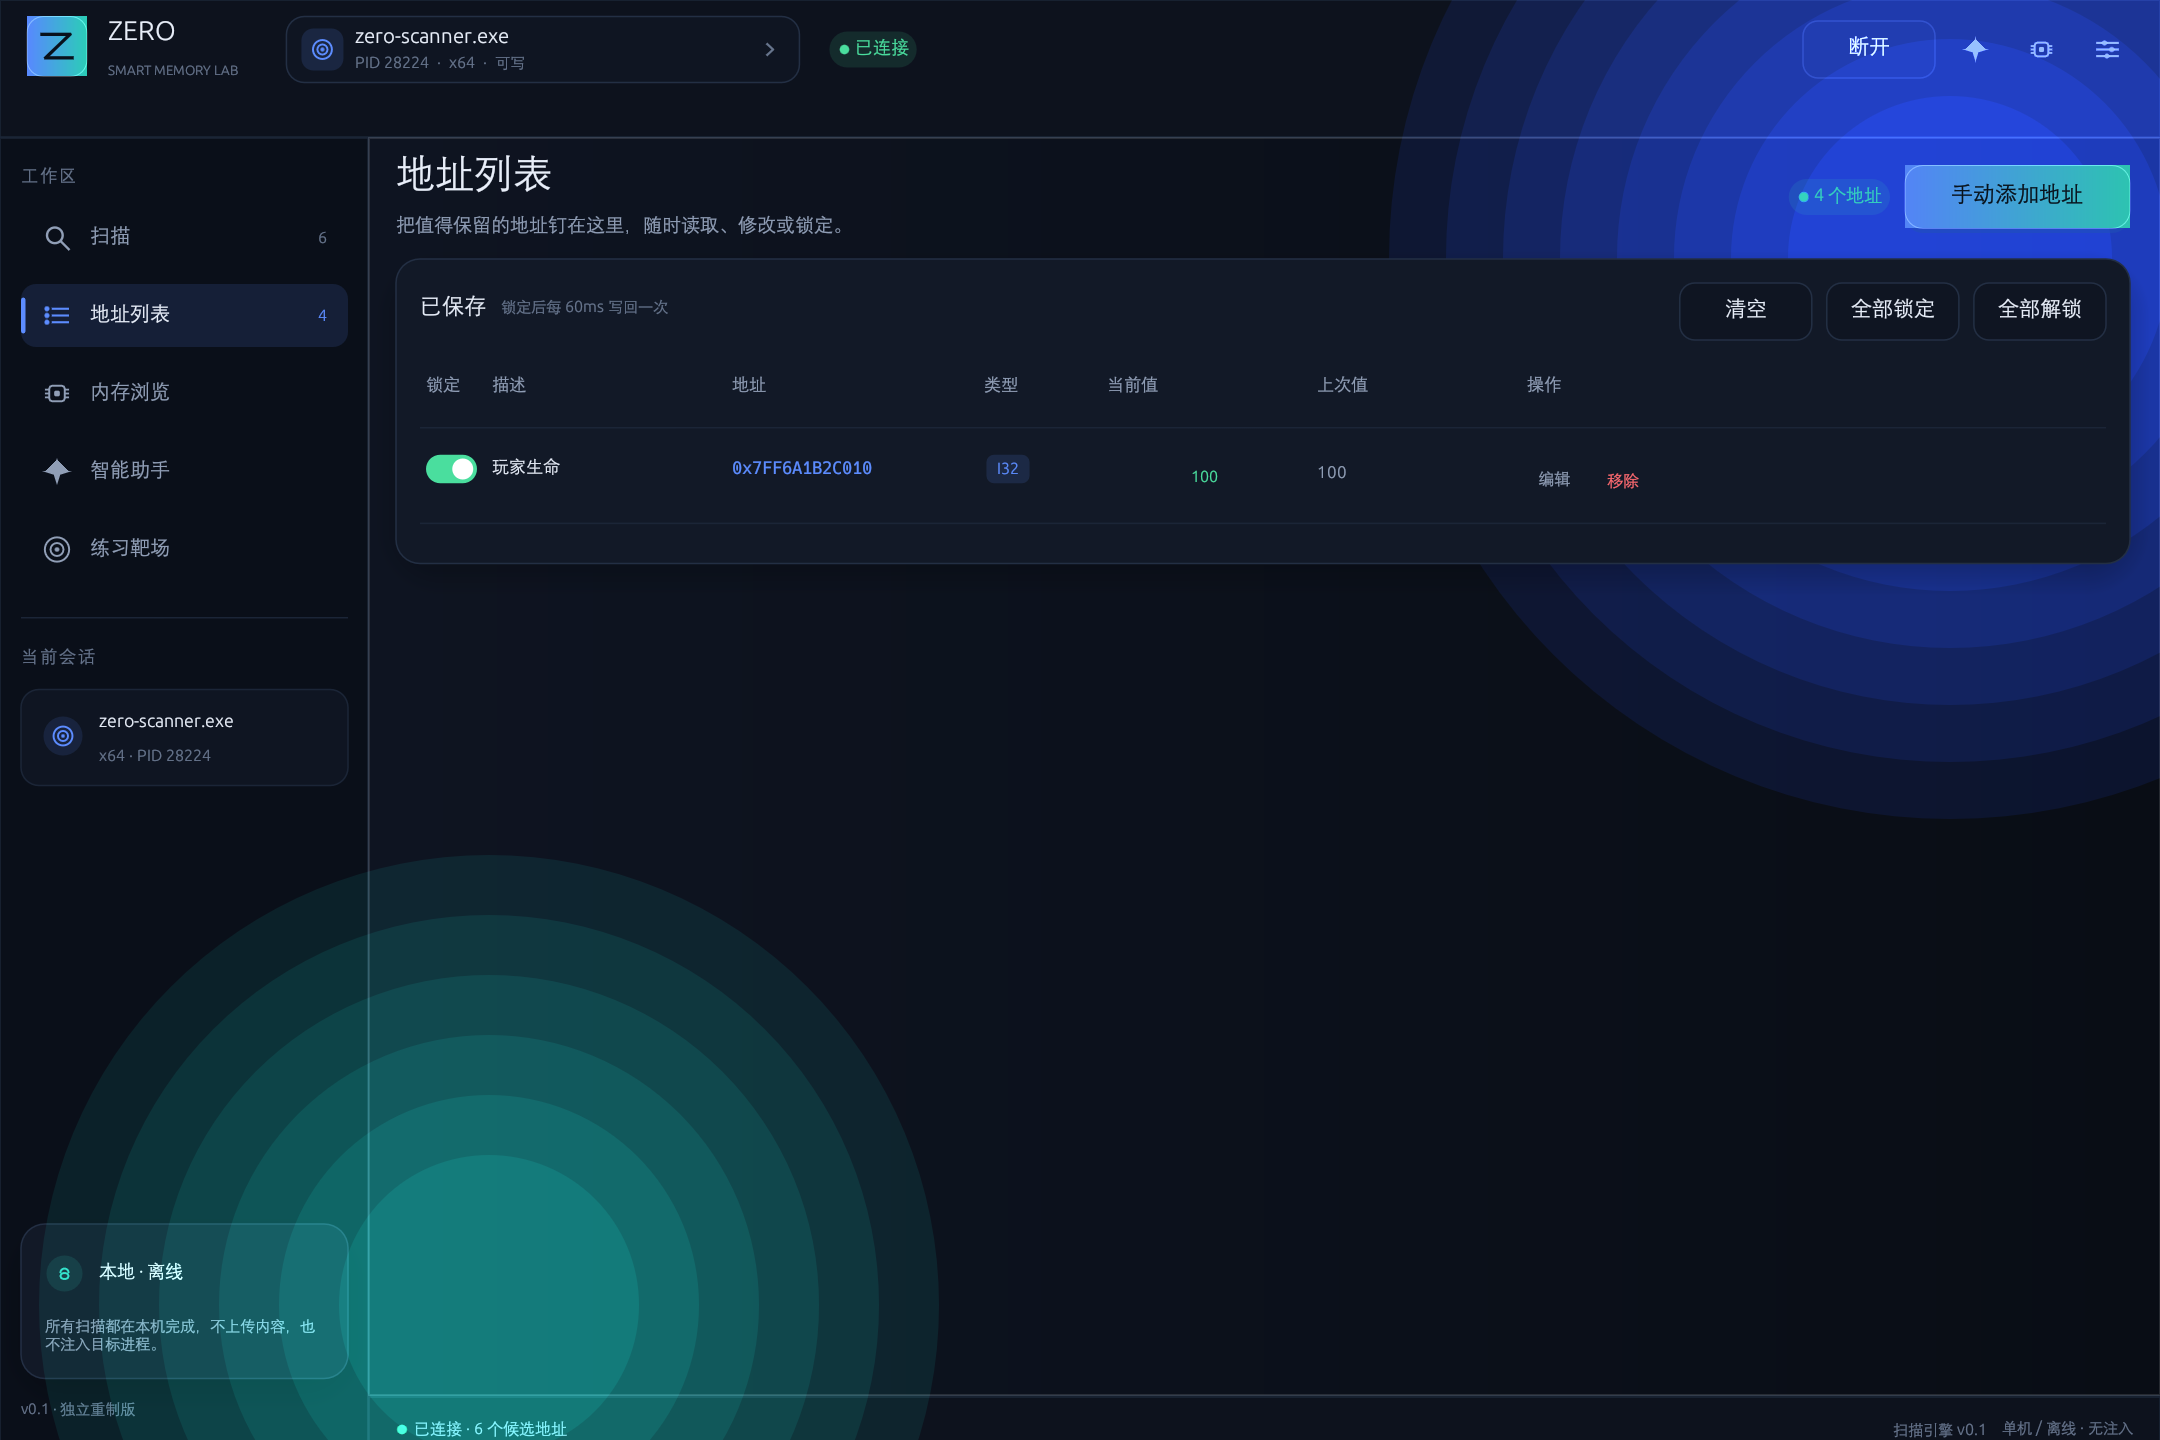 ZERO
SMART MEMORY LAB
zero-scanner.exe
PID 28224 · x64 · 可写
已连接
断开
工作区
扫描 6
地址列表 4
内存浏览
智能助手
练习靶场
当前会话
zero-scanner.exe
x64 · PID 28224
本地 · 离线
所有扫描都在本机完成，不上传内容，也
不注入目标进程。
v0.1 · 独立重制版
地址列表
把值得保留的地址钉在这里，随时读取、修改或锁定。
4 个地址
手动添加地址
已保存 锁定后每 60ms 写回一次
清空 全部锁定 全部解锁
锁定 描述 地址 类型 当前值 上次值 操作
玩家生命 0x7FF6A1B2C010 I32 100 100 编辑 移除
已连接 · 6 个候选地址
扫描引擎 v0.1 单机 / 离线 · 无注入